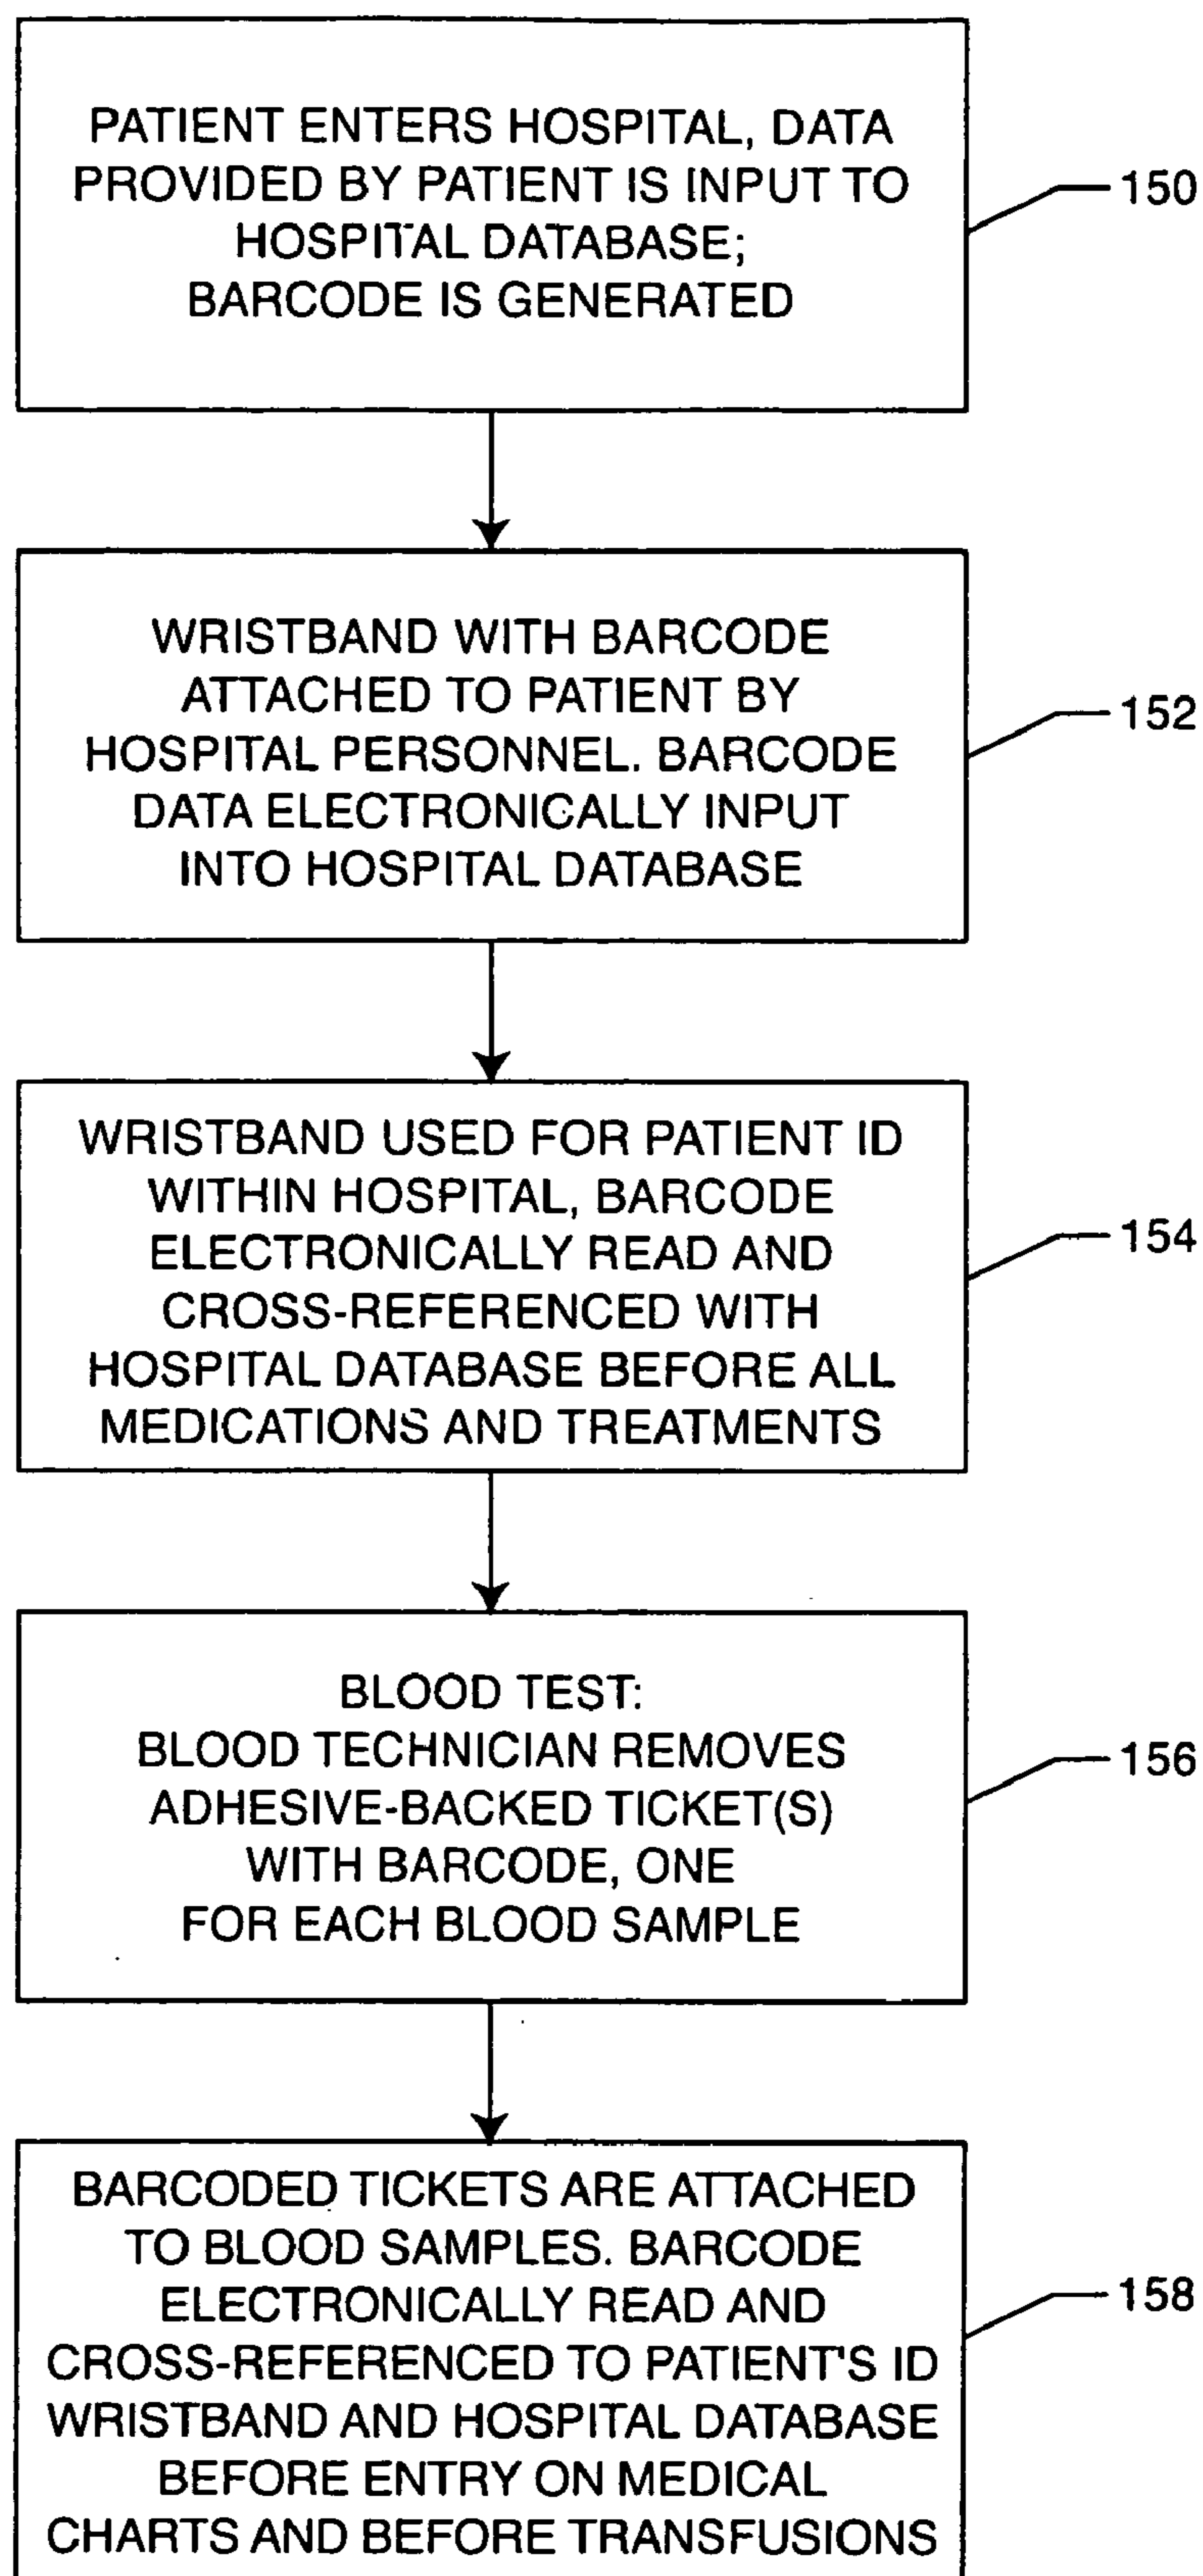 PATIENT ENTERS HOSPITAL, DATA
PROVIDED BY PATIENT IS INPUT TO
HOSPITAL DATABASE;
BARCODE IS GENERATED
150
WRISTBAND WITH BARCODE
ATTACHED TO PATIENT BY
HOSPITAL PERSONNEL. BARCODE
DATA ELECTRONICALLY INPUT
INTO HOSPITAL DATABASE
152
WRISTBAND USED FOR PATIENT ID
WITHIN HOSPITAL, BARCODE
ELECTRONICALLY READ AND
CROSS-REFERENCED WITH
HOSPITAL DATABASE BEFORE ALL
MEDICATIONS AND TREATMENTS
154
BLOOD TEST:
BLOOD TECHNICIAN REMOVES
ADHESIVE-BACKED TICKET(S)
WITH BARCODE, ONE
FOR EACH BLOOD SAMPLE
156
BARCODED TICKETS ARE ATTACHED
TO BLOOD SAMPLES. BARCODE
ELECTRONICALLY READ AND
CROSS-REFERENCED TO PATIENT'S ID
WRISTBAND AND HOSPITAL DATABASE
BEFORE ENTRY ON MEDICAL
CHARTS AND BEFORE TRANSFUSIONS
158